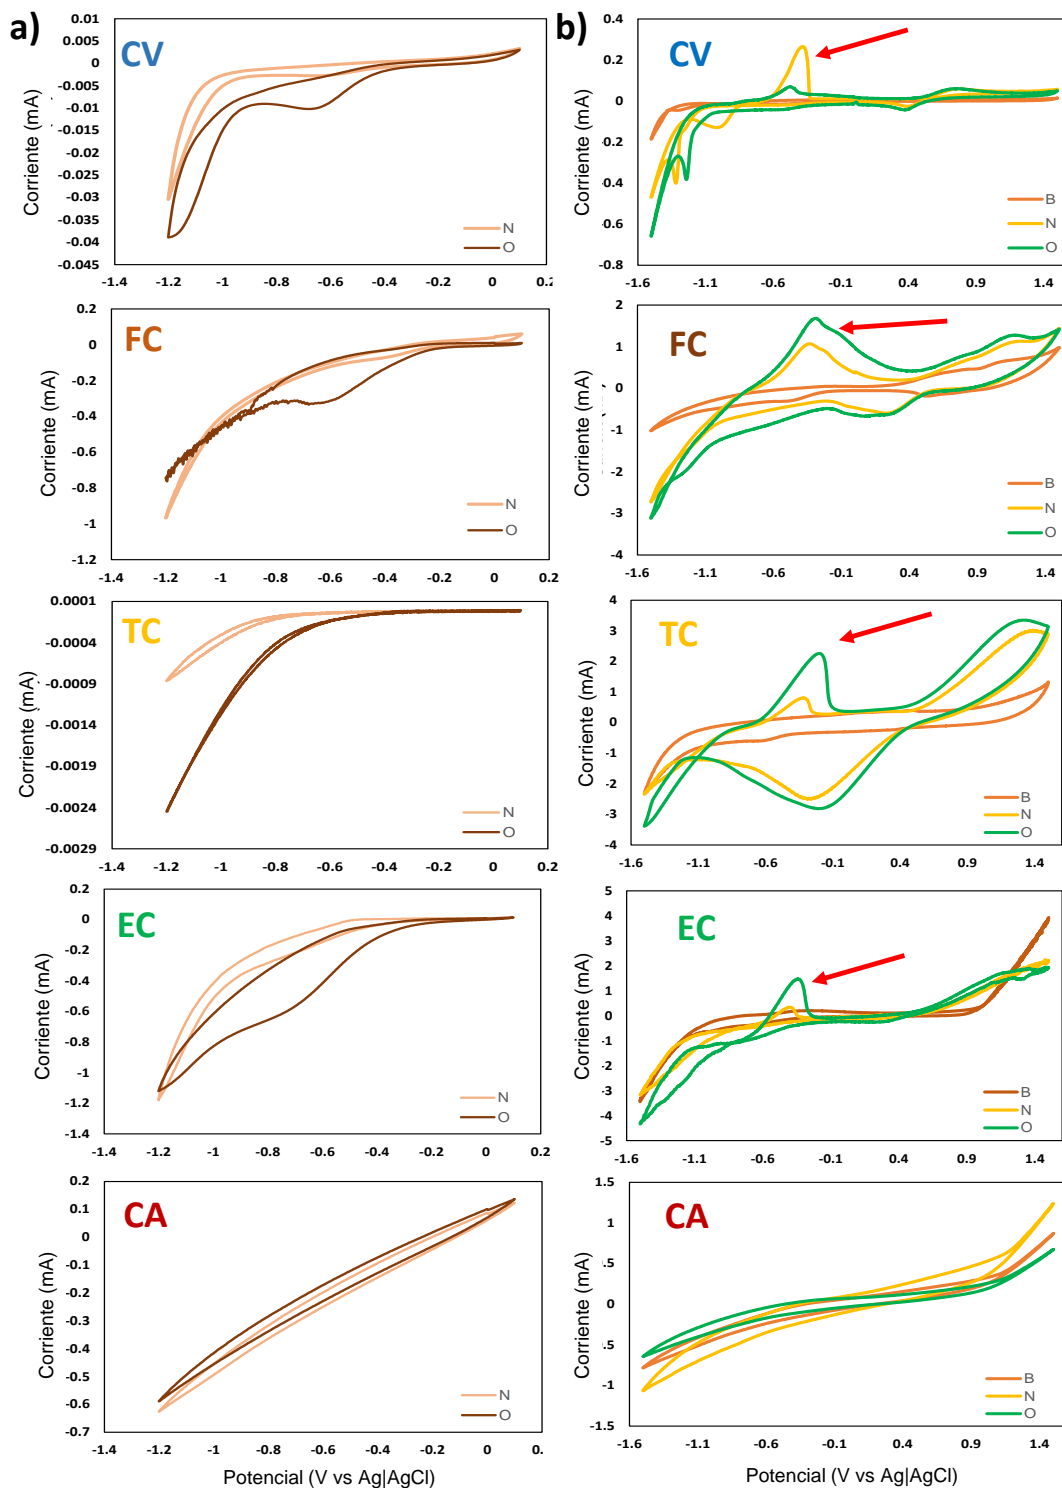 a)
CV
Corriente (mA)
0.01
0.005
0
-0.005
-0.01
-0.015
-0.02
-0.025
-0.03
-0.035
-0.04
-0.045
-1.4 -1.2 -1 -0.8 -0.6 -0.4 -0.2 0 0.2
N
O
FC
Corriente (mA)
0.2
0
-0.2
-0.4
-0.6
-0.8
-1
-1.2
-1.4 -1.2 -1 -0.8 -0.6 -0.4 -0.2 0 0.2
N
O
TC
Corriente (mA)
0.0001
-0.0004
-0.0009
-0.0014
-0.0019
-0.0024
-0.0029
-1.4 -1.2 -1 -0.8 -0.6 -0.4 -0.2 0 0.2
N
O
EC
Corriente (mA)
0.2
0
-0.2
-0.4
-0.6
-0.8
-1
-1.2
-1.4
-1.4 -1.2 -1 -0.8 -0.6 -0.4 -0.2 0 0.2
N
O
CA
Corriente (mA)
0.2
0.1
0
-0.1
-0.2
-0.3
-0.4
-0.5
-0.6
-0.7
-1.4 -1.2 -1 -0.8 -0.6 -0.4 -0.2 0 0.
N
O
Potencial (V vs Ag|AgCl)
b)
CV
Corriente (mA)
0.4
0.2
0
.0.2
0.4
0.6
-0.8
-1.6 -1.1 -0.6 -0.1 0.4 0.9 1.4
B
N
O
FC
Corriente (mA)
2
1
0
-1
-2
-3
-4
-1.6 -1.1 -0.6 -0.1 0.4 0.9 1.4
B
N
O
TC
Corriente (mA)
4
3
2
1
0
-1
-2
-3
-4
-1.6 -1.1 -0.6 -0.1 0.4 0.9 1.4
B
N
O
EC
Corriente (mA)
5
4
3
2
1
0
-1
-2
-3
-4
-5
-1.6 -1.1 -0.6 -0.1 0.4 0.9 1.4
B
N
O
CA
Corriente (mA)
1.5
1
.5
0
.5
-1
-1.5
-1.6 -1.1 -0.6 -0.1 0.4 0.9 1.4
B
N
O
Potencial (V vs Ag|AgCl)